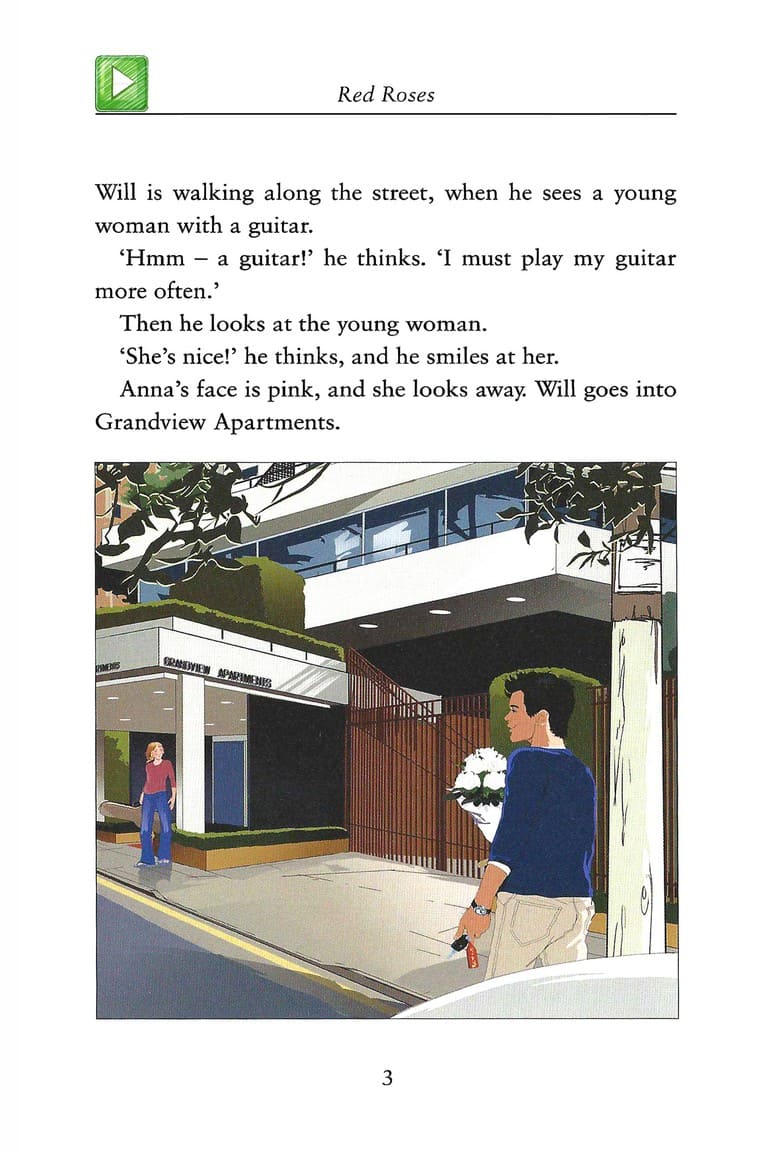 Red Roses
Will is walking along the street, when he sees a young
woman with a guitar.
‘Hmm – a guitar!’ he thinks. ‘I must play my guitar
more often.’
Then he looks at the young woman.
‘She’s nice!’ he thinks, and he smiles at her.
Anna’s face is pink, and she looks away. Will goes into
Grandview Apartments.
GRANDVIEW APARTMENTS
3